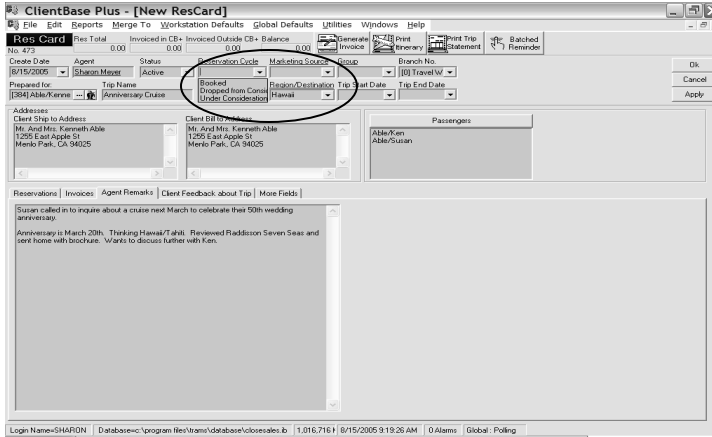 ClientBase Plus - [New ResCard]
File Edit Reports Merge To Workstation Defaults Global Defaults Utilities Windows Help
Res Card Res Total Invoiced in CB+ Invoiced Outside CB+ Balance Generate Invoice Print Itinerary Print Trip Statement Batched Reminder
No. 473 0.00 0.00 0.00 0.00
Create Date Agent Status Reservation Cycle Marketing Source Group Branch No.
8/15/2005 Sharon Meyer Active [0] Travel W
Ok
Prepared for: Trip Name Booked Region/Destination Trip Start Date Trip End Date
Cancel
[384] Able/Kenne ... Anniversary Cruise Dropped from Consi Hawaii
Under Consideration
Apply
Addresses
Client Ship to Address Client Bill to Address Passengers
Mr. And Mrs. Kenneth Able Mr. And Mrs. Kenneth Able Able/Ken
1255 East Apple St 1255 East Apple St Able/Susan
Menlo Park, CA 94025 Menlo Park, CA 94025
Reservations Invoices Agent Remarks Client Feedback about Trip More Fields
Susan called in to inquire about a cruise next March to celebrate their 50th wedding
anniversary.
Anniversary is March 20th. Thinking Hawaii/Tahiti. Reviewed Raddisson Seven Seas and
sent home with brochure. Wants to discuss further with Ken.
Login Name=SHARON Database=c:\program files\trams\database\closesales.ib 1,016,716 8/15/2005 9:19:26 AM 0 Alarms Global : Polling